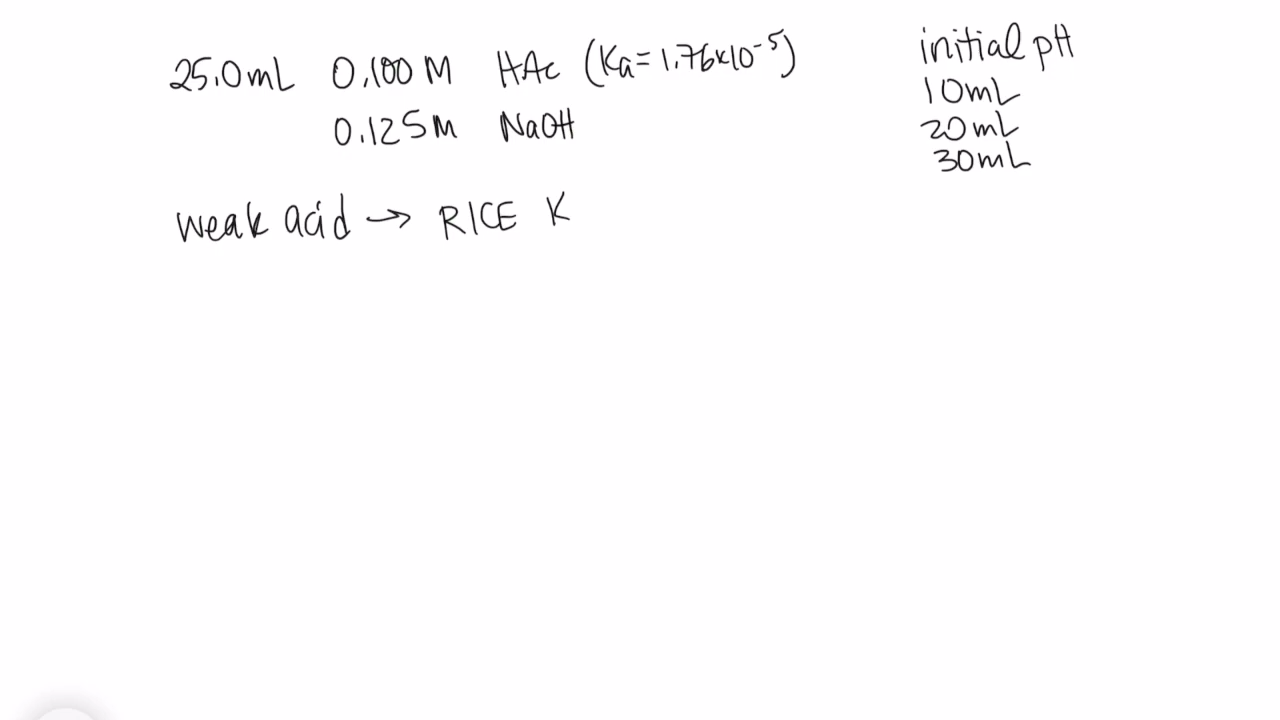 25.0mL 0.100 M HAc (Ka=1.76x10⁻⁵)
0.125M NaOH
weak acid → RICE K
initial pH
10mL
20mL
30mL